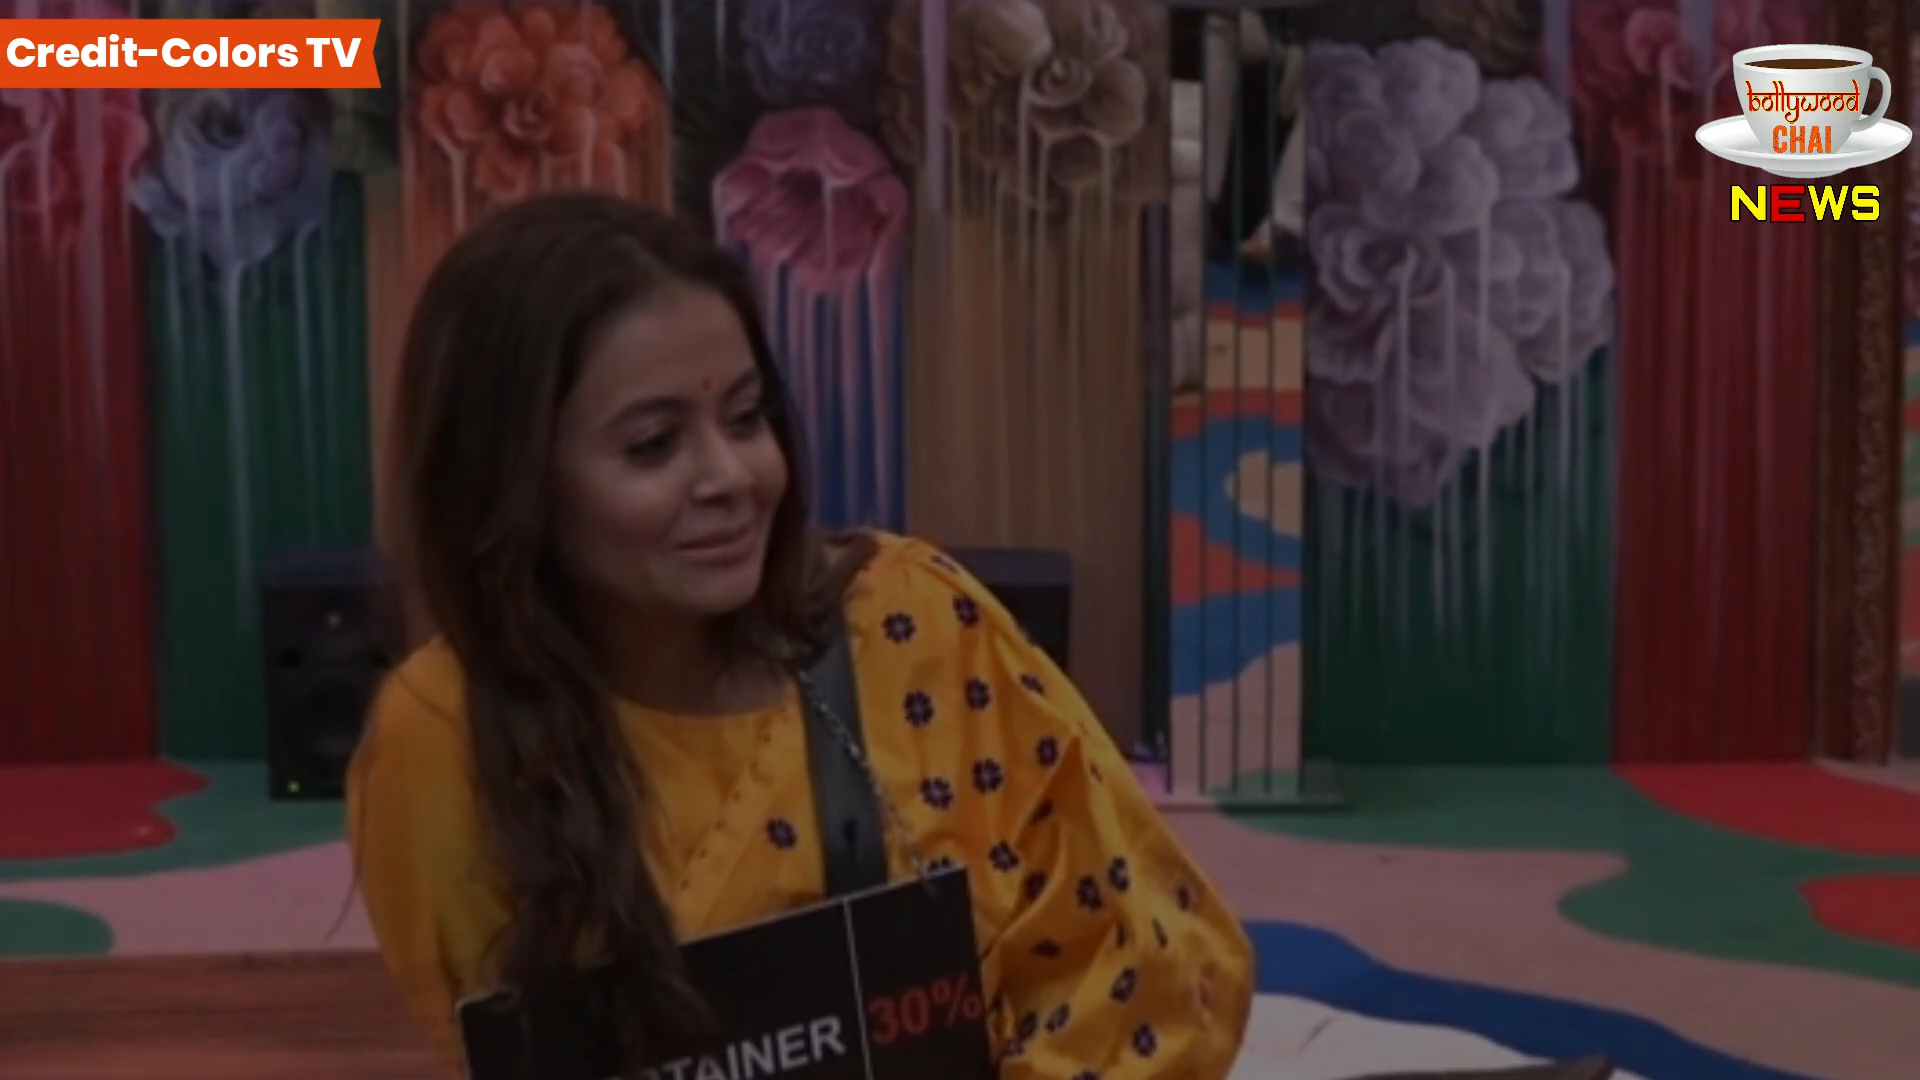 Credit-Colors TV
bollywood
CHAI
NEWS
30%
TAINER